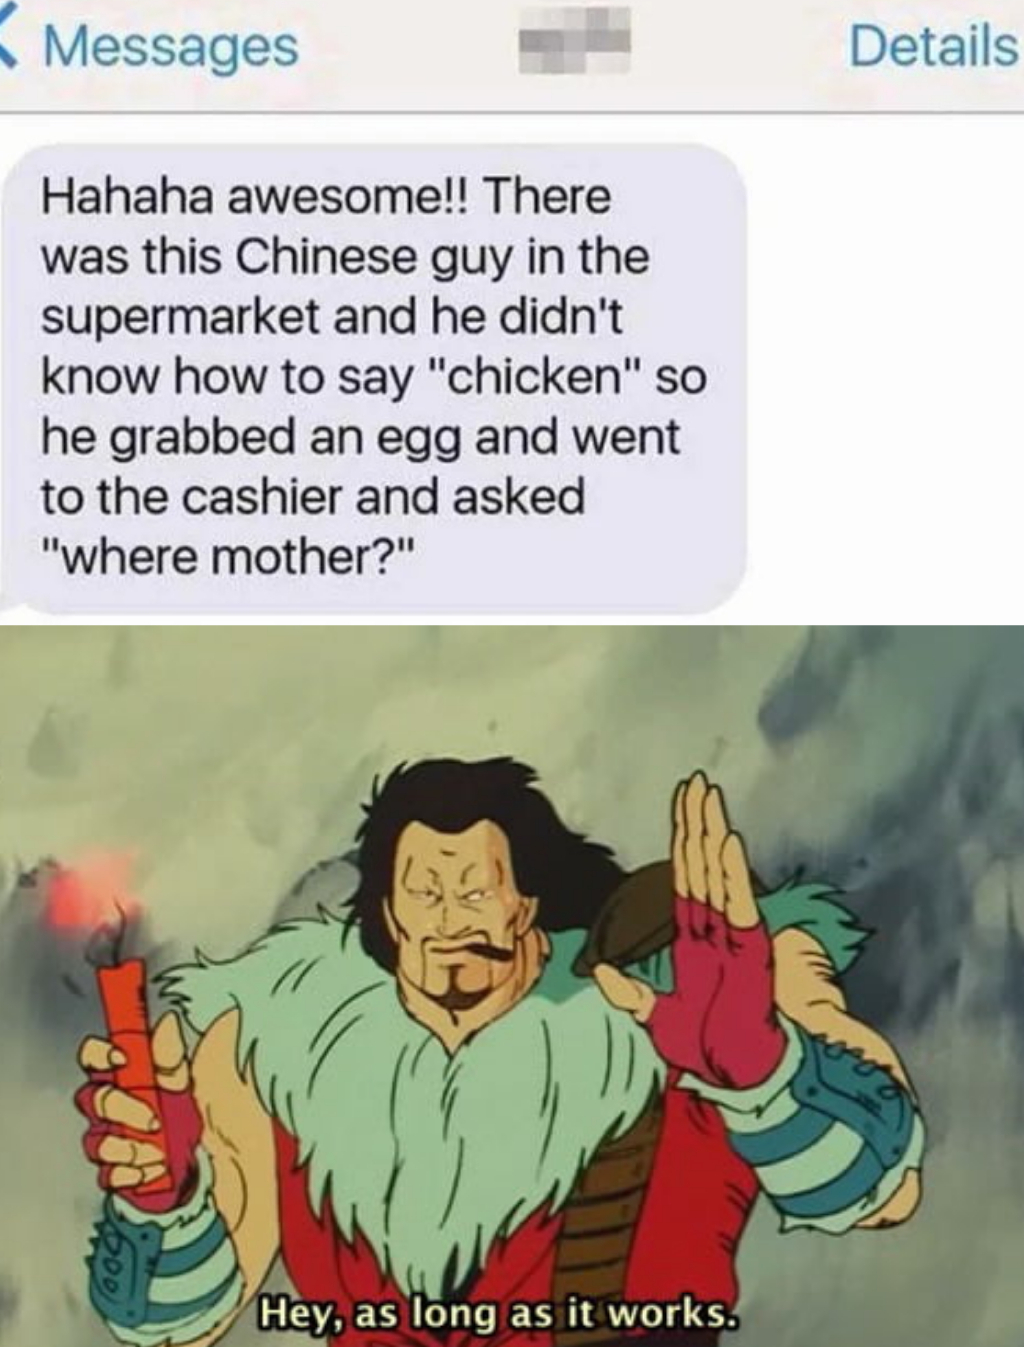 Messages Details
Hahaha awesome!! There
was this Chinese guy in the
supermarket and he didn't
know how to say "chicken" so
he grabbed an egg and went
to the cashier and asked
"where mother?"
Hey, as long as it works.